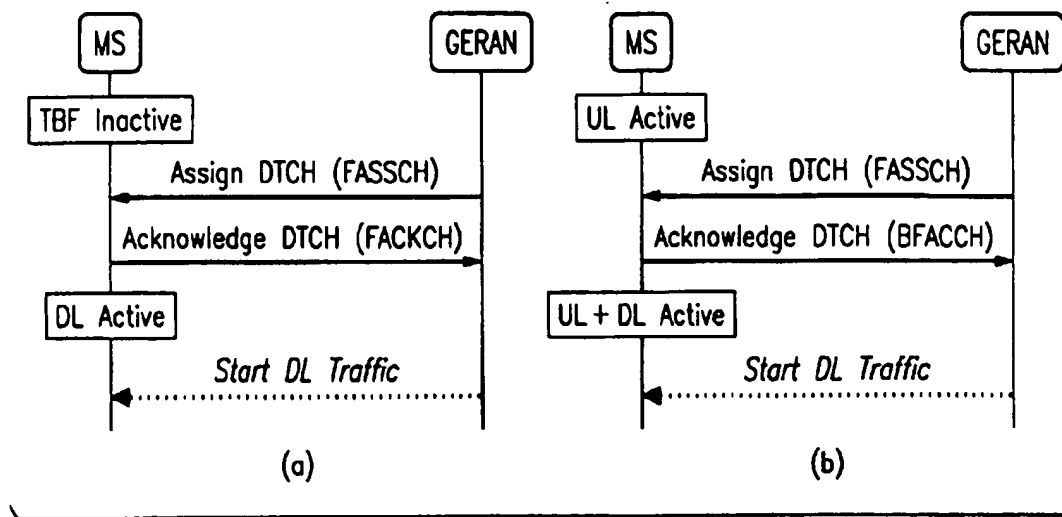 MS
GERAN
TBF Inactive
Assign DTCH (FASSCH)
Acknowledge DTCH (FACKCH)
DL Active
Start DL Traffic
(a)
MS
GERAN
UL Active
Assign DTCH (FASSCH)
Acknowledge DTCH (BFACCH)
UL + DL Active
Start DL Traffic
(b)